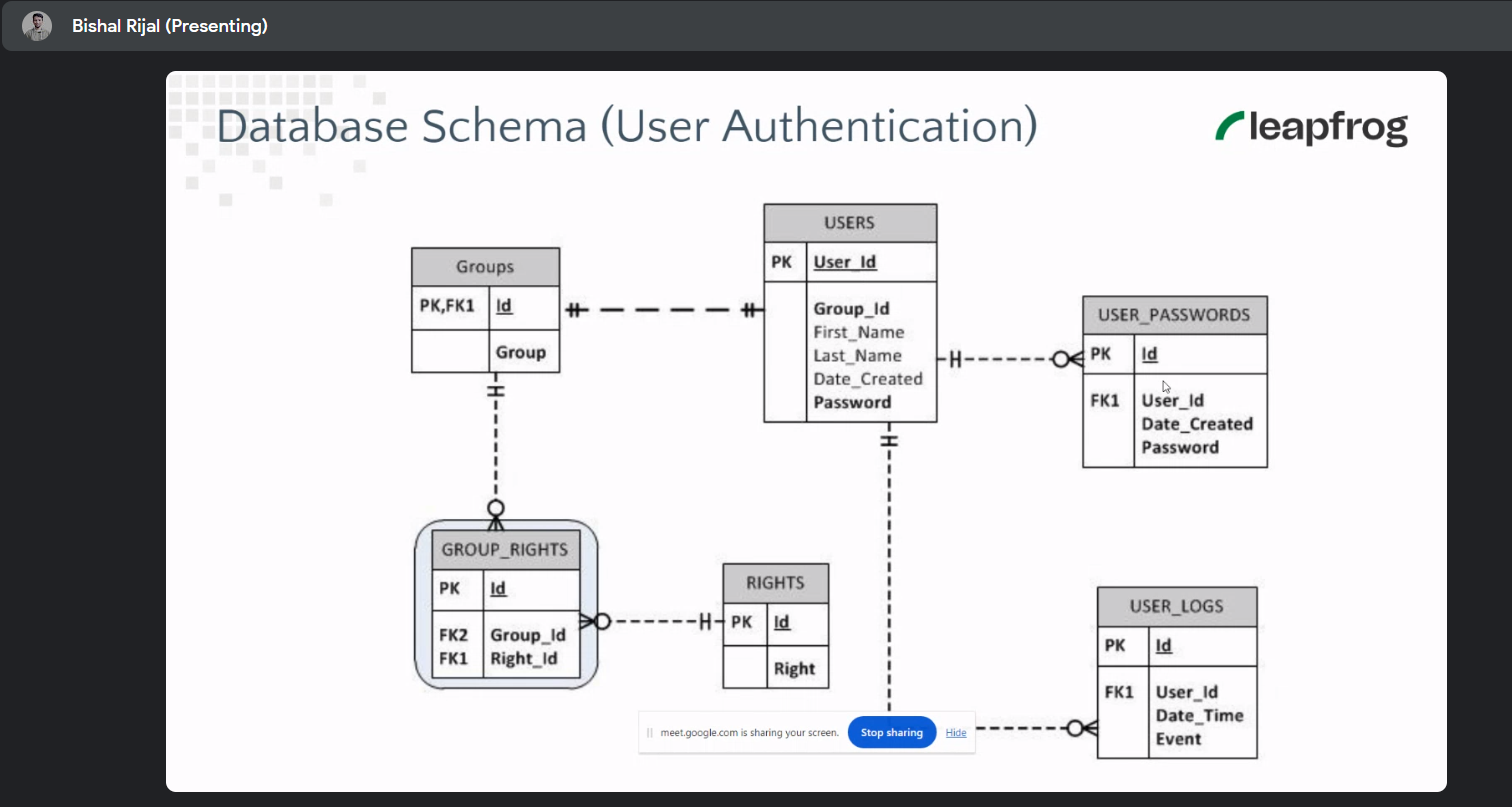 Bishal Rijal (Presenting)
Database Schema (User Authentication)
leapfrog
USERS
PK User_Id
Group_Id
First_Name
Last_Name
Date_Created
Password
Groups
PK,FK1 Id
Group
USER_PASSWORDS
PK Id
FK1 User_Id
Date_Created
Password
GROUP_RIGHTS
PK Id
FK2 Group_Id
FK1 Right_Id
RIGHTS
PK Id
Right
USER_LOGS
PK Id
FK1 User_Id
Date_Time
Event
meet.google.com is sharing your screen. Stop sharing Hide